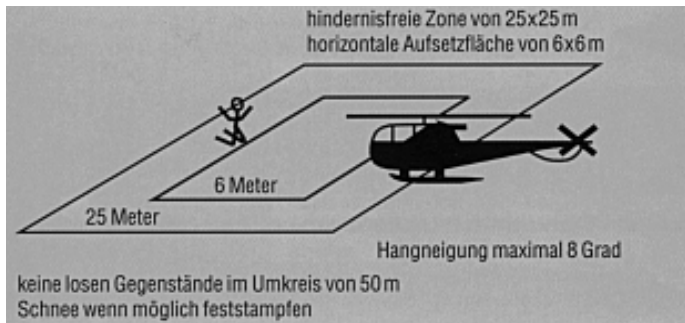 hindernisfreie Zone von 25x25 m
horizontale Aufsetzfläche von 6x6 m
6 Meter
25 Meter
Hangneigung maximal 8 Grad
keine losen Gegenstände im Umkreis von 50 m
Schnee wenn möglich feststampfen